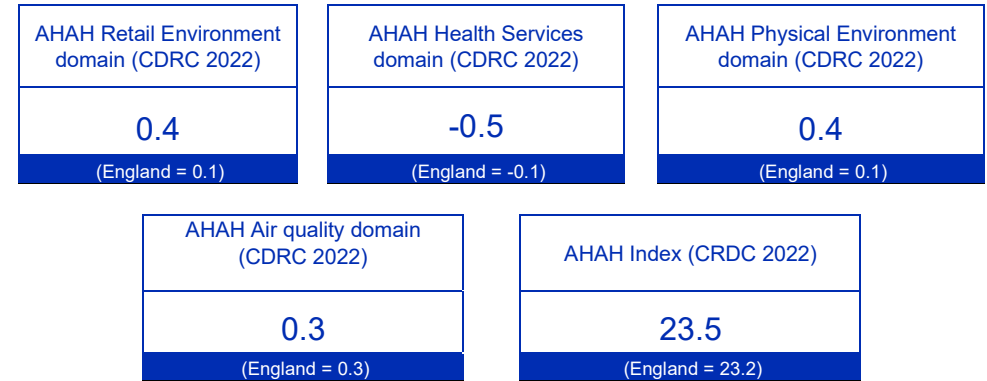 AHAH Retail Environment
domain (CDRC 2022)
0.4
(England = 0.1)
AHAH Health Services
domain (CDRC 2022)
-0.5
(England = -0.1)
AHAH Physical Environment
domain (CDRC 2022)
0.4
(England = 0.1)
AHAH Air quality domain
(CDRC 2022)
0.3
(England = 0.3)
AHAH Index (CRDC 2022)
23.5
(England = 23.2)